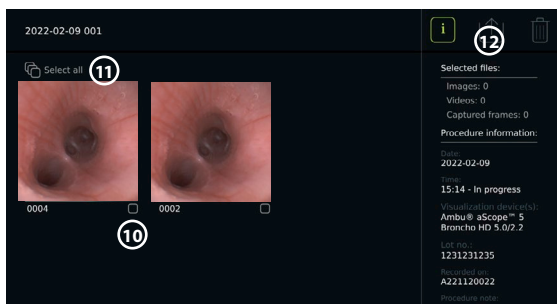 2022-02-09 001
i
12
Select all
11
0004
0002
10
Selected files:
Images: 0
Videos: 0
Captured frames: 0
Procedure information:
Date:
2022-02-09
Time:
15:14 - In progress
Visualization device(s):
Ambu® aScope™ 5
Broncho HD 5.0/2.2
Lot no.:
1231231235
Recorded on:
A221120022
Procedure note: